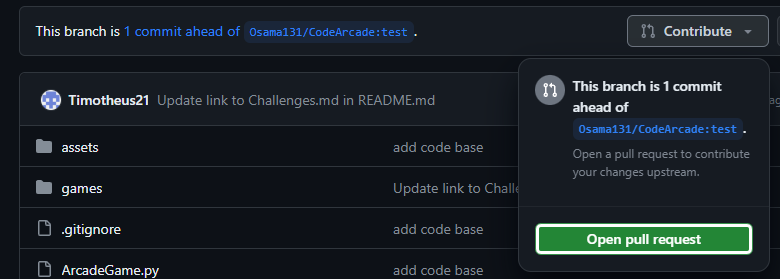 This branch is 1 commit ahead of Osama131/CodeArcade:test.
Contribute
Timotheus21 Update link to Challenges.md in README.md
This branch is 1 commit
ahead of
Osama131/CodeArcade:test.
Open a pull request to contribute
your changes upstream.
Open pull request
assets add code base
games Update link to Chall
.gitignore add code base
ArcadeGame.py add code base